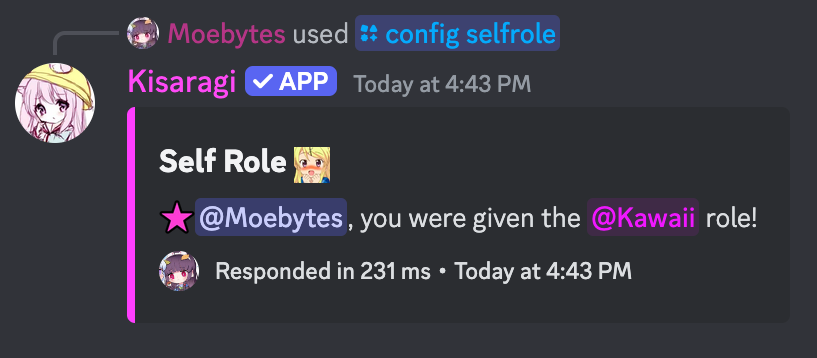 Moebytes used config selfrole
Kisaragi APP Today at 4:43 PM
Self Role
@Moebytes, you were given the @Kawaii role!
Responded in 231 ms • Today at 4:43 PM